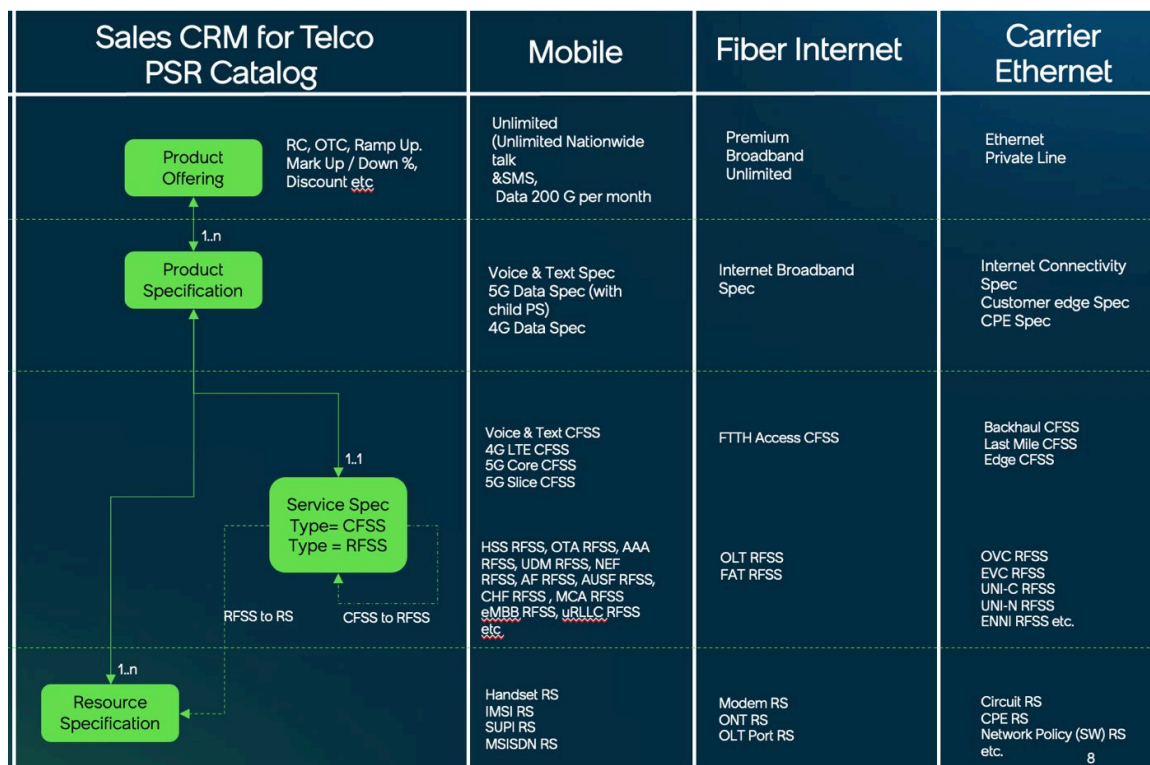 Sales CRM for Telco
PSR Catalog
Mobile
Fiber Internet
Carrier
Ethernet
Product
Offering
RC, OTC, Ramp Up.
Mark Up / Down %,
Discount etc
Unlimited
(Unlimited Nationwide
talk
&SMS,
Data 200 G per month
Premium
Broadband
Unlimited
Ethernet
Private Line
1..n
Product
Specification
Voice & Text Spec
5G Data Spec (with
child PS)
4G Data Spec
Internet Broadband
Spec
Internet Connectivity
Spec
Customer edge Spec
CPE Spec
1..1
Service Spec
Type= CFSS
Type = RFSS
RFSS to RS
CFSS to RFSS
Voice & Text CFSS
4G LTE CFSS
5G Core CFSS
5G Slice CFSS
FTTH Access CFSS
Backhaul CFSS
Last Mile CFSS
Edge CFSS
HSS RFSS, OTA RFSS, AAA
RFSS, UDM RFSS, NEF
RFSS, AF RFSS, AUSF RFSS,
CHF RFSS , MCA RFSS
eMBB RFSS, uRLLC RFSS
etc
OLT RFSS
FAT RFSS
OVC RFSS
EVC RFSS
UNI-C RFSS
UNI-N RFSS
ENNI RFSS etc.
1..n
Resource
Specification
Handset RS
IMSI RS
SUPI RS
MSISDN RS
Modem RS
ONT RS
OLT Port RS
Circuit RS
CPE RS
Network Policy (SW) RS
etc.
8